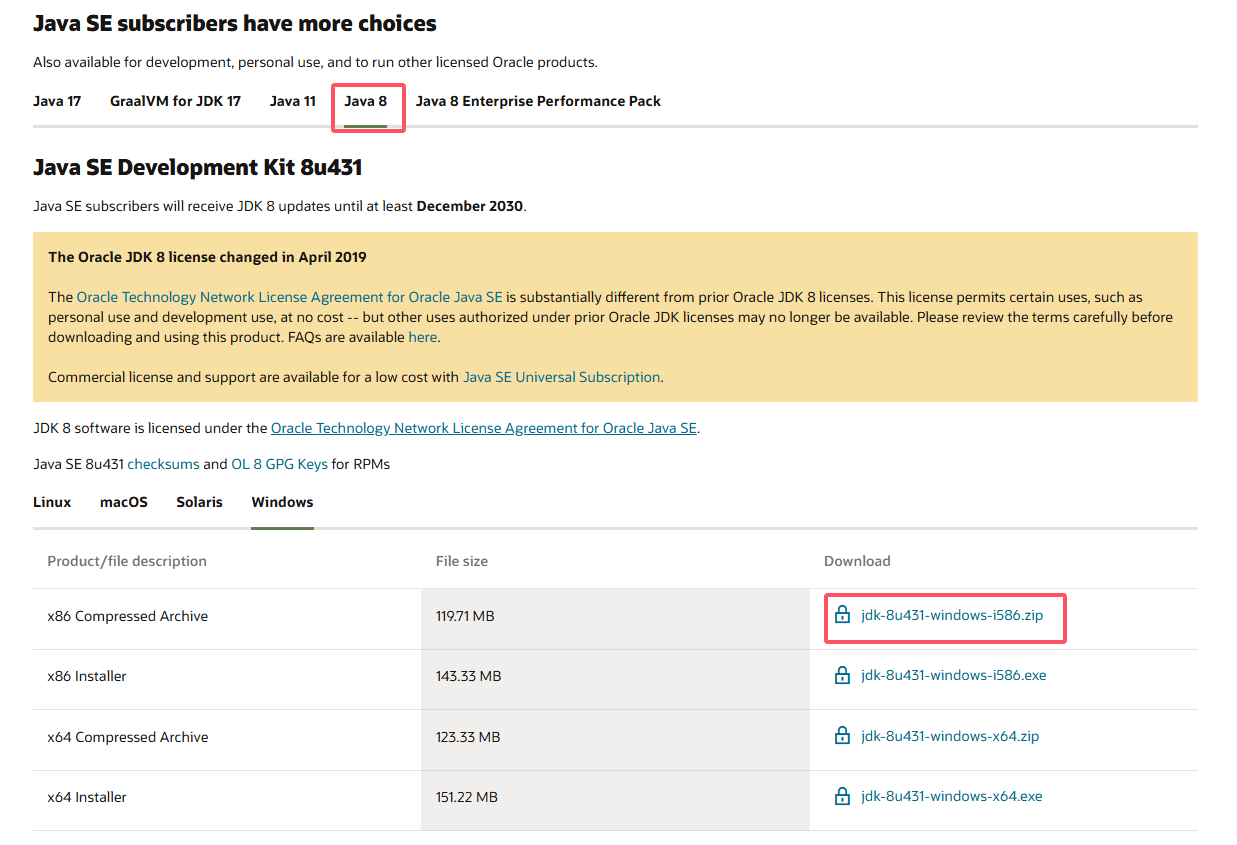 Java SE subscribers have more choices
Also available for development, personal use, and to run other licensed Oracle products.
Java 17 GraalVM for JDK 17 Java 11 Java 8 Java 8 Enterprise Performance Pack
Java SE Development Kit 8u431
Java SE subscribers will receive JDK 8 updates until at least December 2030.
The Oracle JDK 8 license changed in April 2019
The Oracle Technology Network License Agreement for Oracle Java SE is substantially different from prior Oracle JDK 8 licenses. This license permits certain uses, such as
personal use and development use, at no cost -- but other uses authorized under prior Oracle JDK licenses may no longer be available. Please review the terms carefully before
downloading and using this product. FAQs are available here.
Commercial license and support are available for a low cost with Java SE Universal Subscription.
JDK 8 software is licensed under the Oracle Technology Network License Agreement for Oracle Java SE.
Java SE 8u431 checksums and OL 8 GPG Keys for RPMs
Linux macOS Solaris Windows
Product/file description File size Download
x86 Compressed Archive 119.71 MB jdk-8u431-windows-i586.zip
x86 Installer 143.33 MB jdk-8u431-windows-i586.exe
x64 Compressed Archive 123.33 MB jdk-8u431-windows-x64.zip
x64 Installer 151.22 MB jdk-8u431-windows-x64.exe